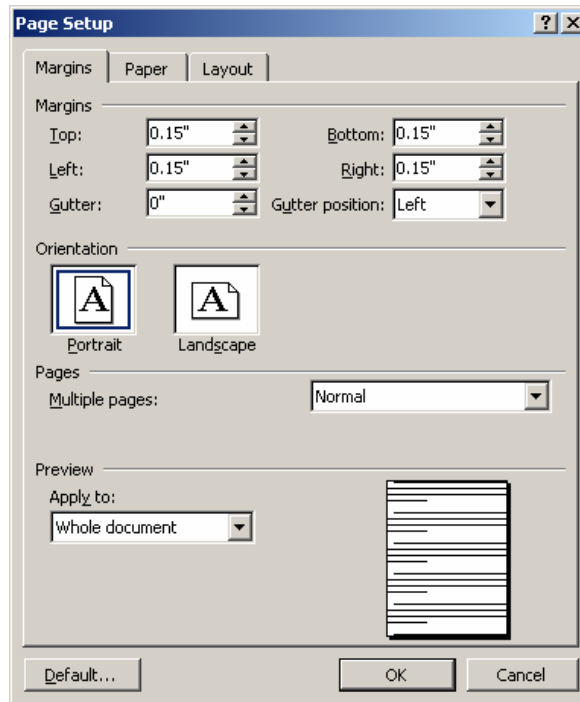 Page Setup ? X
Margins Paper Layout
Margins
Top: 0.15" Bottom: 0.15"
Left: 0.15" Right: 0.15"
Gutter: 0" Gutter position: Left
Orientation
A A
Portrait Landscape
Pages
Multiple pages: Normal
Preview
Apply to:
Whole document
Default... OK Cancel